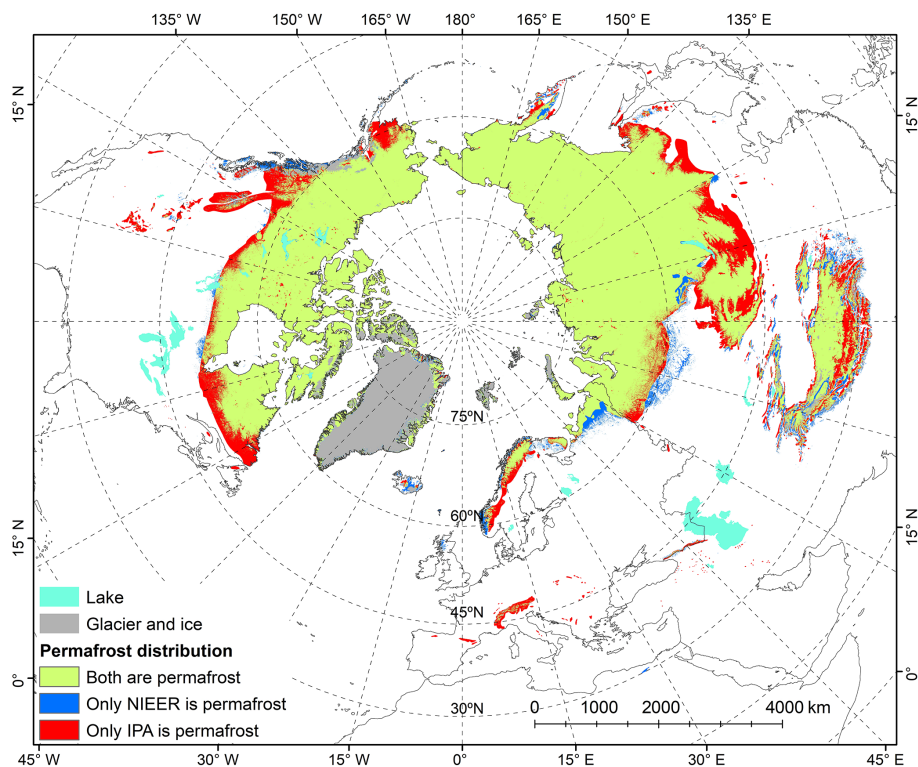 135° W 150° W 165° W 180° 165° E 150° E 135° E
15° N 15° N
75°N
60°N
15° N 15° N
45°N
Lake
Glacier and ice
Permafrost distribution
Both are permafrost
0° 0°
Only NIEER is permafrost
30°N
0 1000 2000 4000 km
Only IPA is permafrost
45° W 30° W 15° W 0° 15° E 30° E 45° E